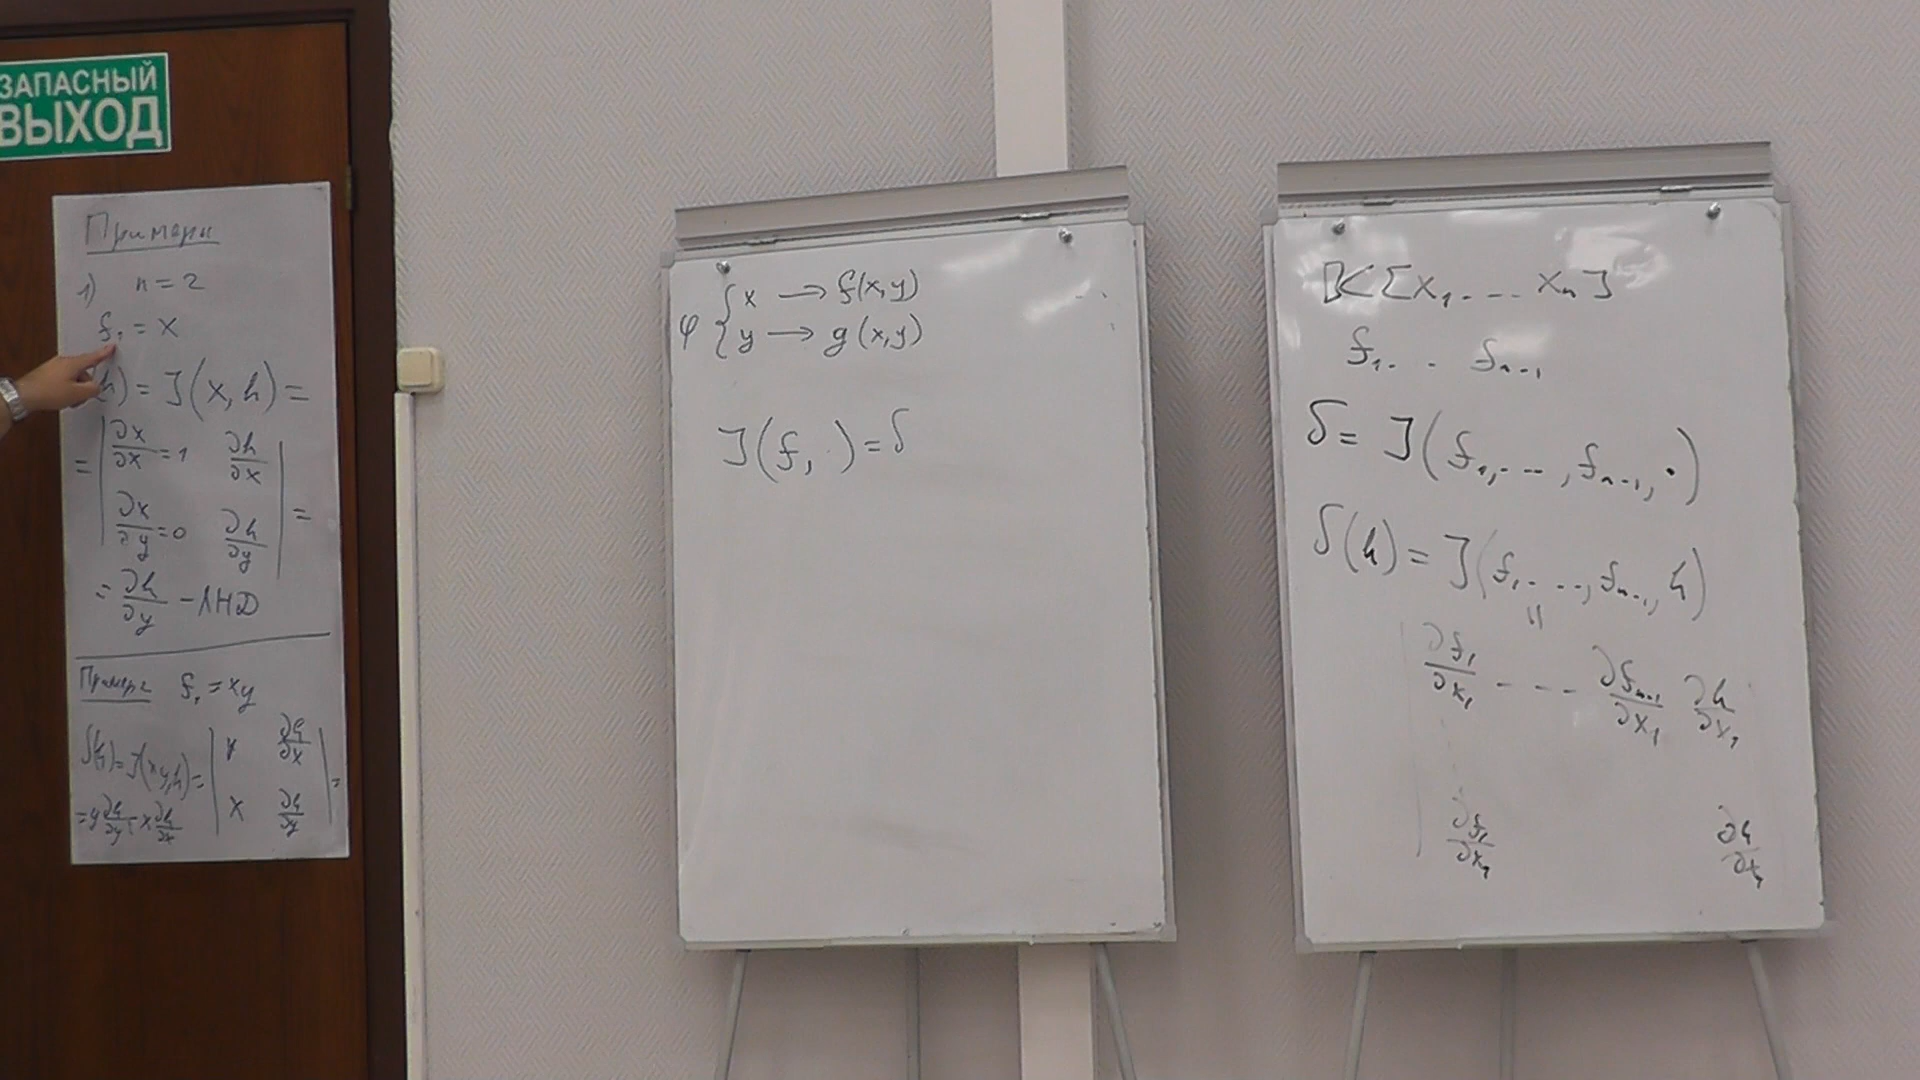 ЗАПАСНЫЙ
ВЫХОД
Примеры
1) n = 2
f₁ = x
h) = J(x, h) =
= | ∂x/∂x = 1 ∂h/∂x |
| ∂x/∂y = 0 ∂h/∂y | =
= ∂h/∂y – ЛНД
Пример 2 f₁ = xy
δ(h) = J(xy, h) = | y ∂h/∂x |
| x ∂h/∂y | =
= y ∂h/∂y - x ∂h/∂x
φ { x → f(x,y)
y → g(x,y)
J(f, ·) = δ
K[x₁ ... xₙ]
f₁ . . fₙ₋₁
δ = J(f₁, ..., fₙ₋₁, ·)
δ(h) = J(f₁ ..., fₙ₋₁, h)
||
∂f₁/∂x₁ - - - ∂fₙ₋₁/∂x₁ ∂h/∂x₁
∂f₁/∂xₙ ∂h/∂xₙ